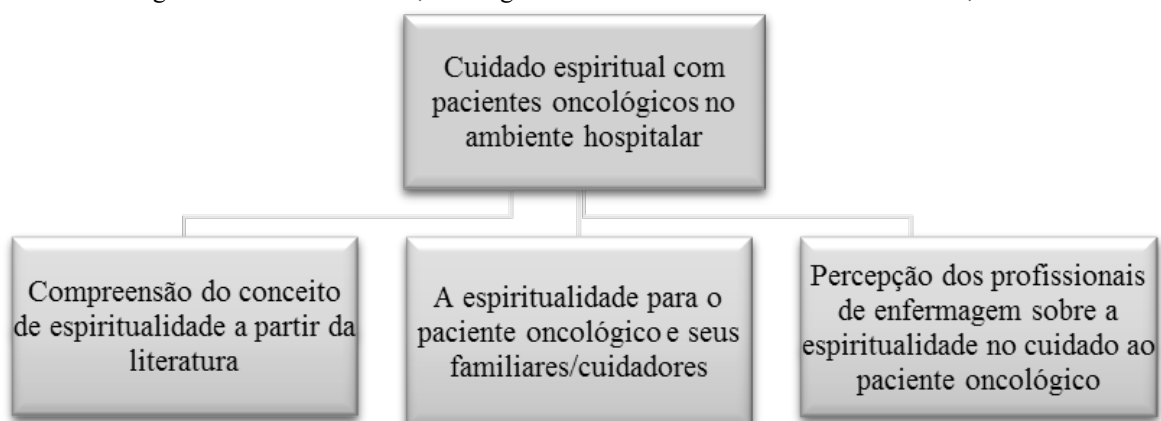 Cuidado espiritual com
pacientes oncológicos no
ambiente hospitalar
Compreensão do conceito
de espiritualidade a partir da
literatura
A espiritualidade para o
paciente oncológico e seus
familiares/cuidadores
Percepção dos profissionais
de enfermagem sobre a
espiritualidade no cuidado ao
paciente oncológico